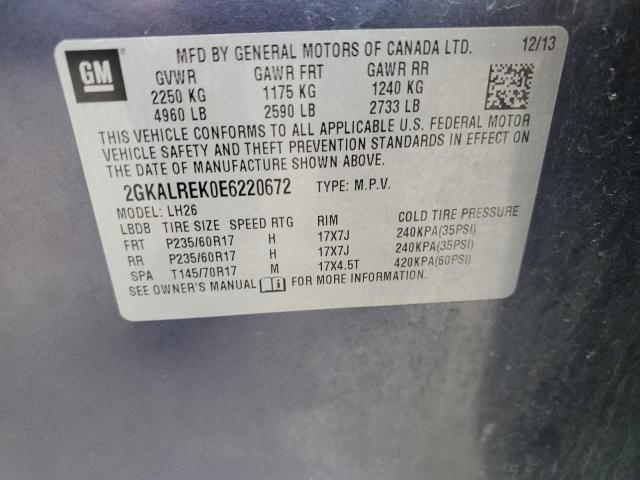 GM
MFD BY GENERAL MOTORS OF CANADA LTD. 12/13
GVWR GAWR FRT GAWR RR
2250 KG 1175 KG 1240 KG
4960 LB 2590 LB 2733 LB
THIS VEHICLE CONFORMS TO ALL APPLICABLE U.S. FEDERAL MOTOR
VEHICLE SAFETY AND THEFT PREVENTION STANDARDS IN EFFECT ON
THE DATE OF MANUFACTURE SHOWN ABOVE.
2GKALREK0E6220672 TYPE: M.P.V.
MODEL: LH26
LBDB TIRE SIZE SPEED RTG RIM COLD TIRE PRESSURE
FRT P235/60R17 H 17X7J 240KPA(35PSI)
RR P235/60R17 H 17X7J 240KPA(35PSI)
SPA T145/70R17 M 17X4.5T 420KPA(60PSI)
SEE OWNER'S MANUAL FOR MORE INFORMATION.